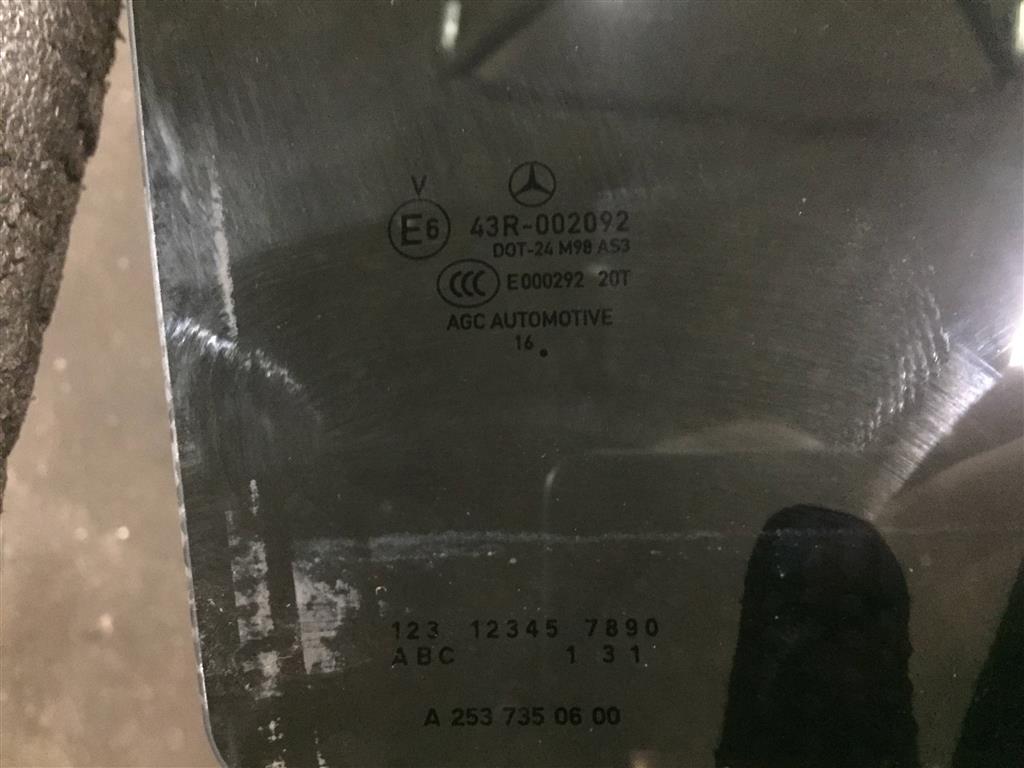 V
E6 43R-002092
DOT-24 M98 AS3
CCC E000292 20T
AGC AUTOMOTIVE
16 .
123 12345 7890
ABC 1 3 1
A 253 735 06 00